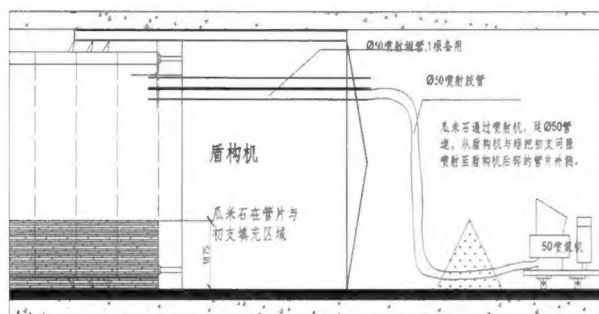 Ø50喷射钢管,1根备用
Ø50喷射胶管
瓜米石通过喷射机,延Ø50管
道,从盾构机与暗挖初支间隙
喷射至盾构机后部的管片外侧。
盾构机
瓜米石在管片与
初支填充区域
1875
50喷浆机